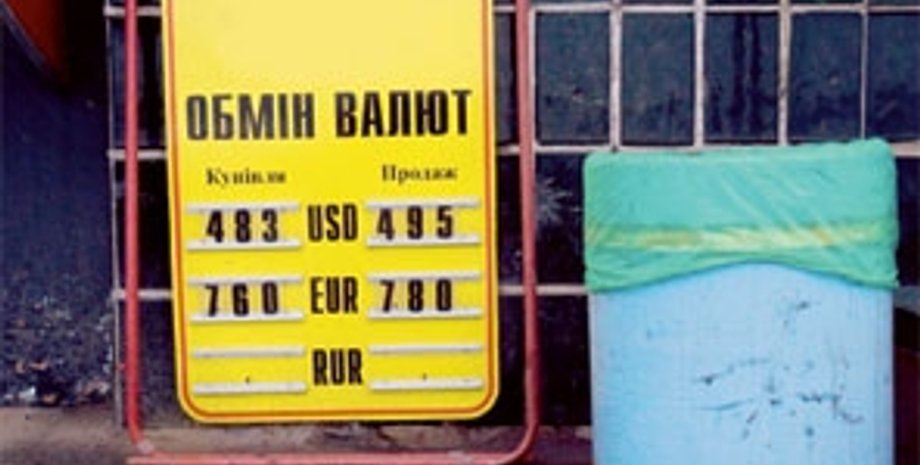 ОБМІН ВАЛЮТ
Купівля Продаж
483 USD 495
760 EUR 780
RUR